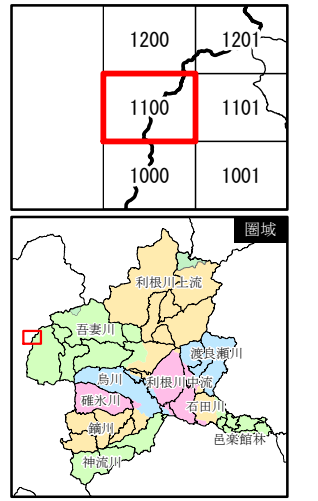 1200 1201
1100 1101
1000 1001
圏域
利根川上流
吾妻川
渡良瀬川
烏川 利根川中流
碓氷川
石田川
鏑川
邑楽館林
神流川